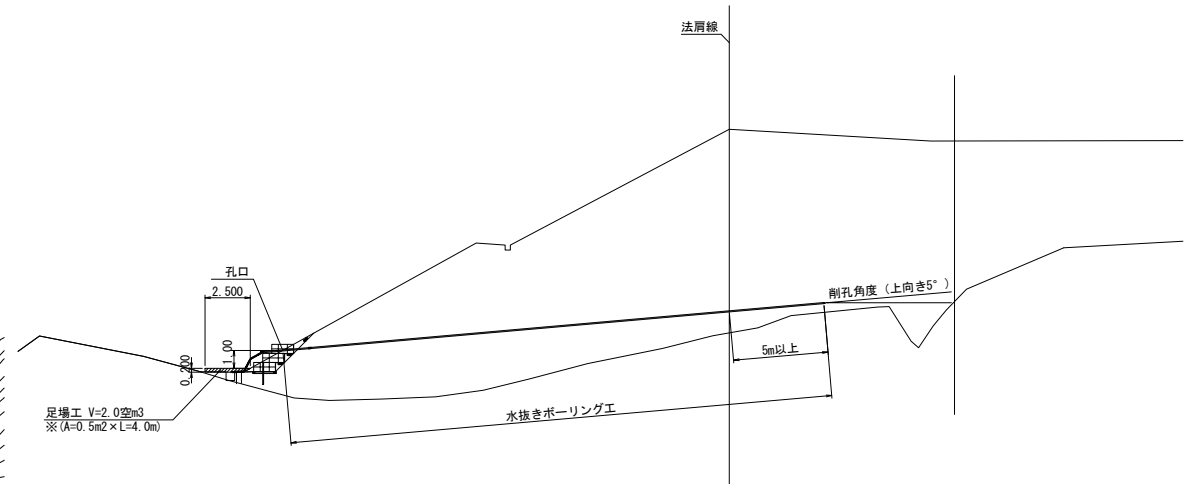 法肩線
孔口
2.500
削孔角度（上向き5°）
1.00
0.200
5m以上
足場工 V=2.0空m3
※(A=0.5m2×L=4.0m)
水抜きボーリング工